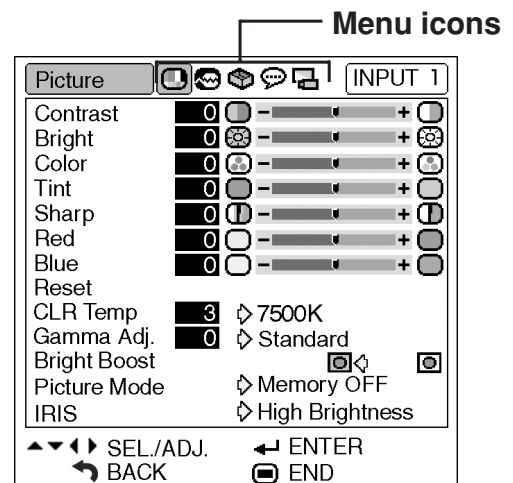 Menu icons
Picture INPUT 1
Contrast 0 - +
Bright 0 - +
Color 0 - +
Tint 0 - +
Sharp 0 - +
Red 0 - +
Blue 0 - +
Reset
CLR Temp 3 7500K
Gamma Adj. 0 Standard
Bright Boost
Picture Mode Memory OFF
IRIS High Brightness
SEL./ADJ. ENTER
BACK END